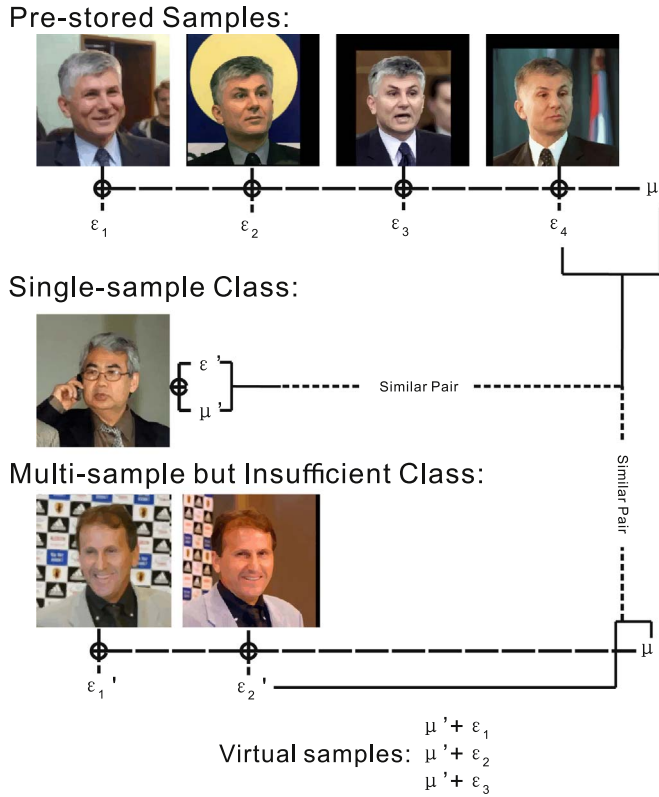 Pre-stored Samples:
μ
ε1 ε2 ε3 ε4
Single-sample Class:
ε'
Similar Pair
μ'
Similar Pair
Multi-sample but Insufficient Class:
μ
ε1' ε2'
μ'+ ε1
Virtual samples: μ'+ ε2
μ'+ ε3